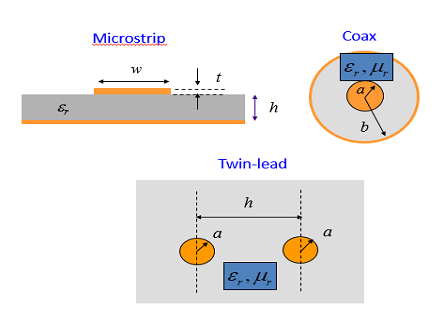 Microstrip
w
t
εr
h
Coax
εr, μr
a
b
Twin-lead
h
a
a
εr, μr